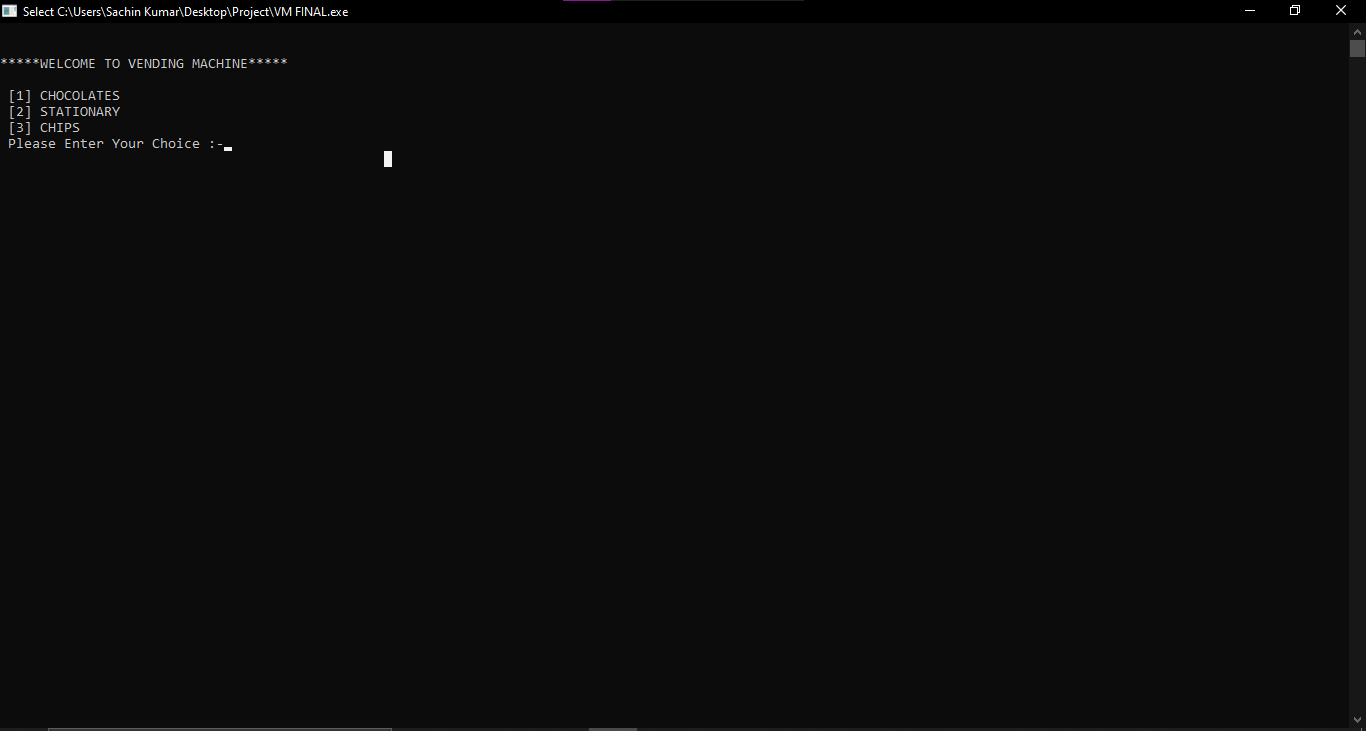 Select C:\Users\Sachin Kumar\Desktop\Project\VM FINAL.exe
*****WELCOME TO VENDING MACHINE*****
[1] CHOCOLATES
[2] STATIONARY
[3] CHIPS
Please Enter Your Choice :-